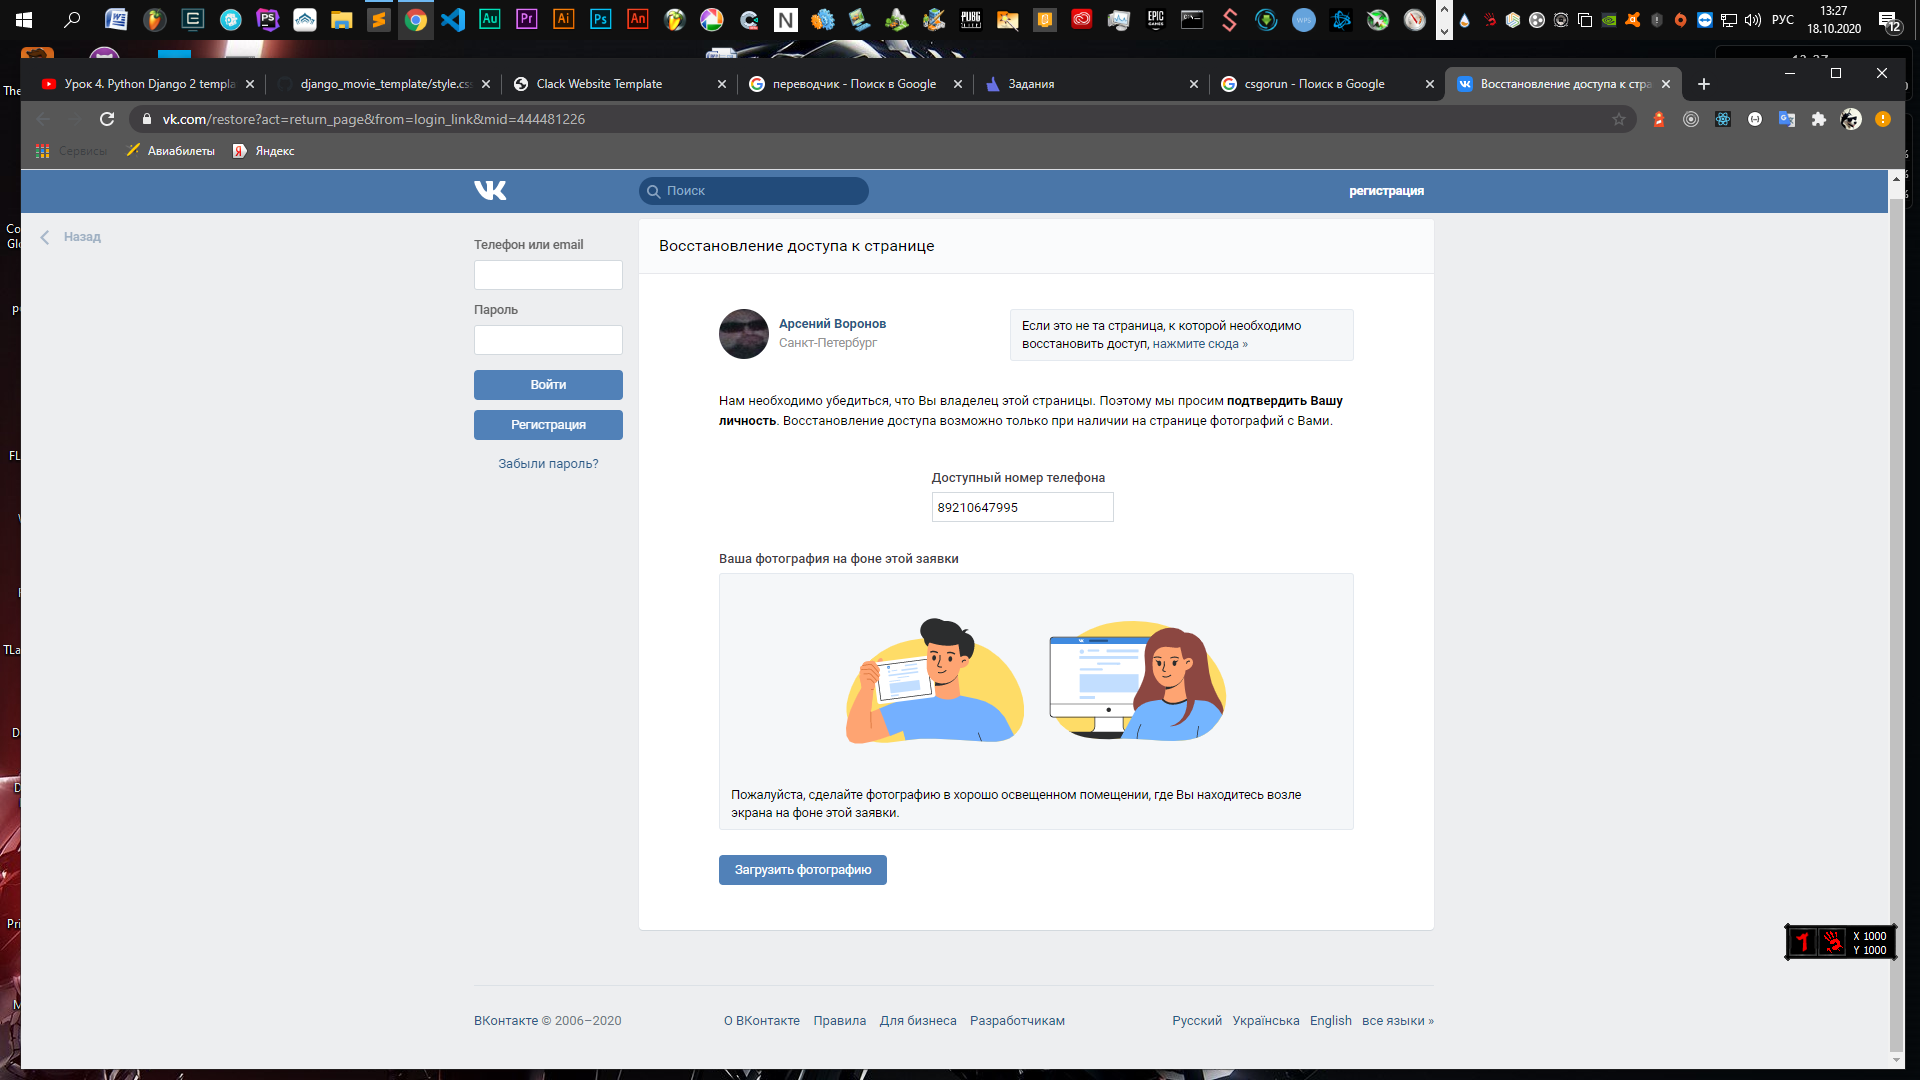 РУС
13:27
18.10.2020
12
Урок 4. Python Django 2 templa
django_movie_template/style.css
Clack Website Template
переводчик - Поиск в Google
Задания
csgorun - Поиск в Google
Восстановление доступа к стра
vk.com/restore?act=return_page&from=login_link&mid=444481226
Сервисы
Авиабилеты
Яндекс
Поиск
регистрация
Назад
Телефон или email
Пароль
Войти
Регистрация
Забыли пароль?
Восстановление доступа к странице
Арсений Воронов
Санкт-Петербург
Если это не та страница, к которой необходимо
восстановить доступ, нажмите сюда »
Нам необходимо убедиться, что Вы владелец этой страницы. Поэтому мы просим подтвердить Вашу
личность. Восстановление доступа возможно только при наличии на странице фотографий с Вами.
Доступный номер телефона
89210647995
Ваша фотография на фоне этой заявки
Пожалуйста, сделайте фотографию в хорошо освещенном помещении, где Вы находитесь возле
экрана на фоне этой заявки.
Загрузить фотографию
X 1000
Y 1000
ВКонтакте © 2006–2020
О ВКонтакте Правила Для бизнеса Разработчикам
Русский Українська English все языки »